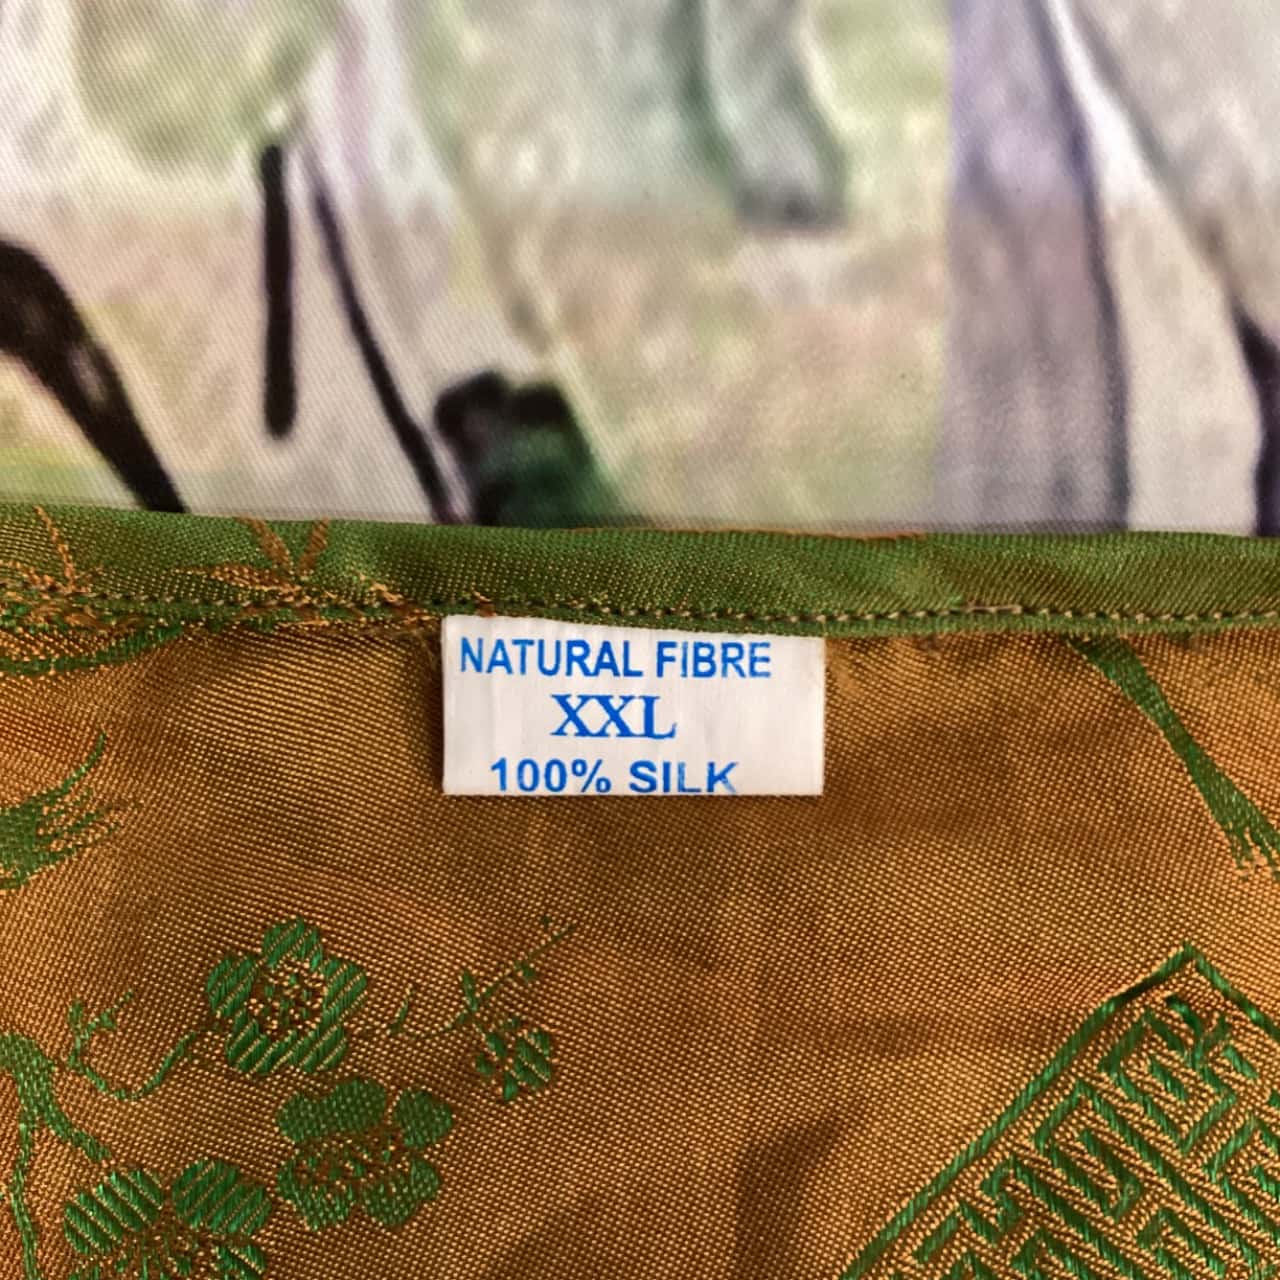 NATURAL FIBRE
XXL
100% SILK